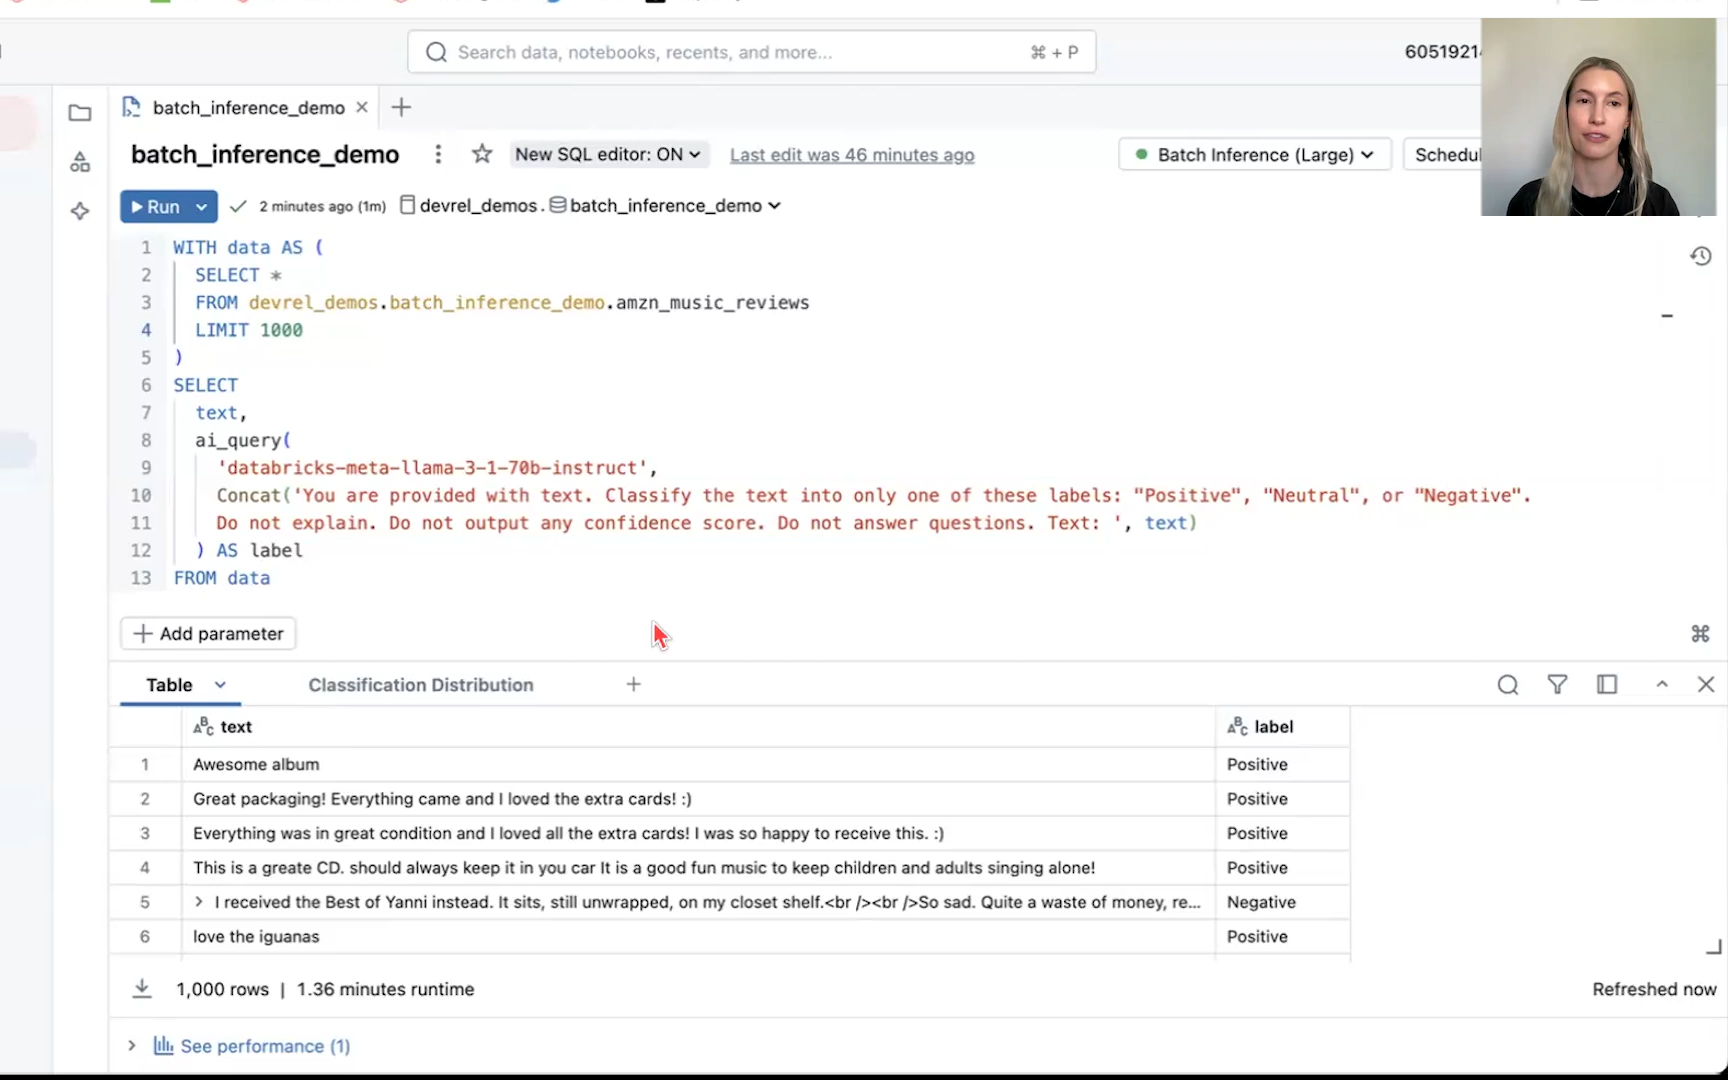 Search data, notebooks, recents, and more... ⌘ + P
6051921
batch_inference_demo
batch_inference_demo New SQL editor: ON Last edit was 46 minutes ago Batch Inference (Large) Schedul
Run 2 minutes ago (1m) devrel_demos. batch_inference_demo
1 WITH data AS (
2 SELECT *
3 FROM devrel_demos.batch_inference_demo.amzn_music_reviews
4 LIMIT 1000
5 )
6 SELECT
7 text,
8 ai_query(
9 'databricks-meta-llama-3-1-70b-instruct',
10 Concat('You are provided with text. Classify the text into only one of these labels: "Positive", "Neutral", or "Negative".
11 Do not explain. Do not output any confidence score. Do not answer questions. Text: ', text)
12 ) AS label
13 FROM data
Add parameter
Table Classification Distribution
text label
1 Awesome album Positive
2 Great packaging! Everything came and I loved the extra cards! :) Positive
3 Everything was in great condition and I loved all the extra cards! I was so happy to receive this. :) Positive
4 This is a greate CD. should always keep it in you car It is a good fun music to keep children and adults singing alone! Positive
5 I received the Best of Yanni instead. It sits, still unwrapped, on my closet shelf.<br /><br />So sad. Quite a waste of money, re... Negative
6 love the iguanas Positive
1,000 rows | 1.36 minutes runtime Refreshed now
See performance (1)